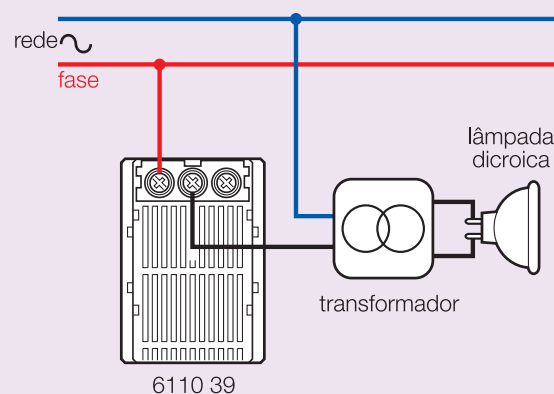 rede
fase
lâmpada
dicroica
transformador
6110 39